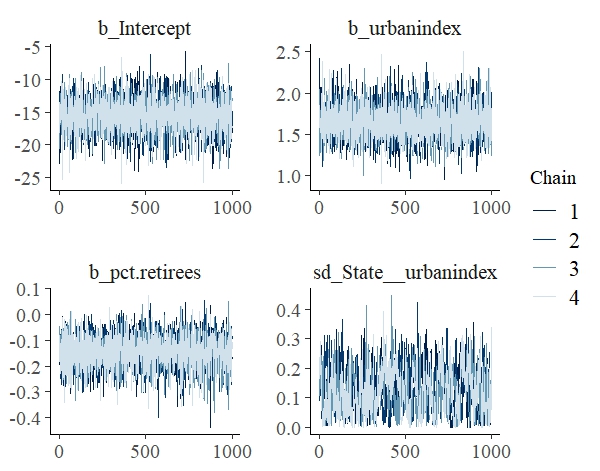 b_Intercept
-5
-10
-15
-20
-25
0 500 1000
b_urbanindex
2.5
2.0
1.5
1.0
0 500 1000
b_pct.retirees
0.1
0.0
-0.1
-0.2
-0.3
-0.4
0 500 1000
sd_State__urbanindex
0.4
0.3
0.2
0.1
0.0
0 500 1000
Chain
1
2
3
4